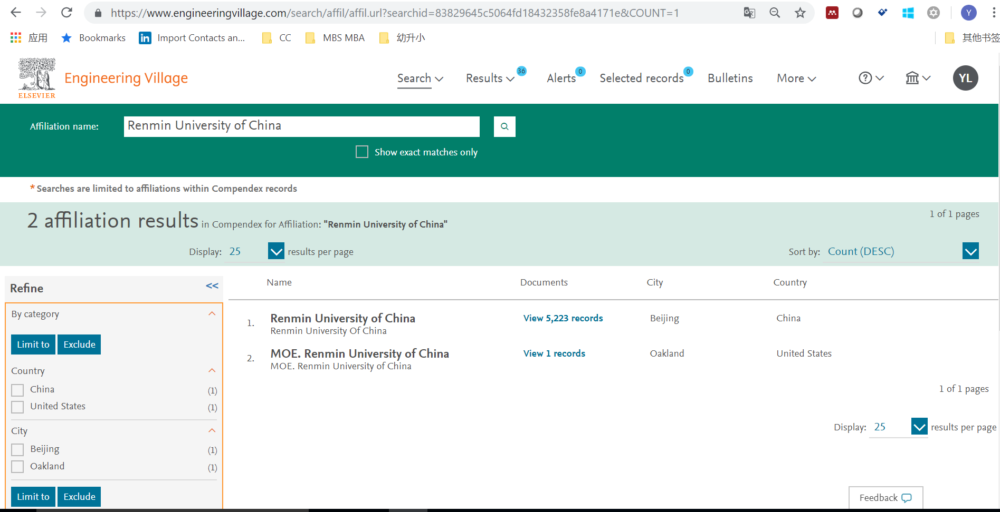 https://www.engineeringvillage.com/search/affil/affil.url?searchid=83829645c5064fd18432358fe8a4171e&COUNT=1
Y
应用
Bookmarks
in
Import Contacts an...
CC
MBS MBA
幼升小
其他书签
ELSEVIER
Engineering Village
Search
Results
36
Alerts
0
Selected records
0
Bulletins
More
?
YL
Affiliation name:
Renmin University of China
Show exact matches only
*Searches are limited to affiliations within Compendex records
2 affiliation results in Compendex for Affiliation: "Renmin University of China"
1 of 1 pages
Display: 25 results per page
Sort by: Count (DESC)
Refine
<<
By category
Limit to
Exclude
Country
China (1)
United States (1)
City
Beijing (1)
Oakland (1)
Limit to
Exclude
Name Documents City Country
1. Renmin University of China View 5,223 records Beijing China
Renmin University Of China
2. MOE. Renmin University of China View 1 records Oakland United States
MOE. Renmin University of China
1 of 1 pages
Display: 25 results per page
Feedback